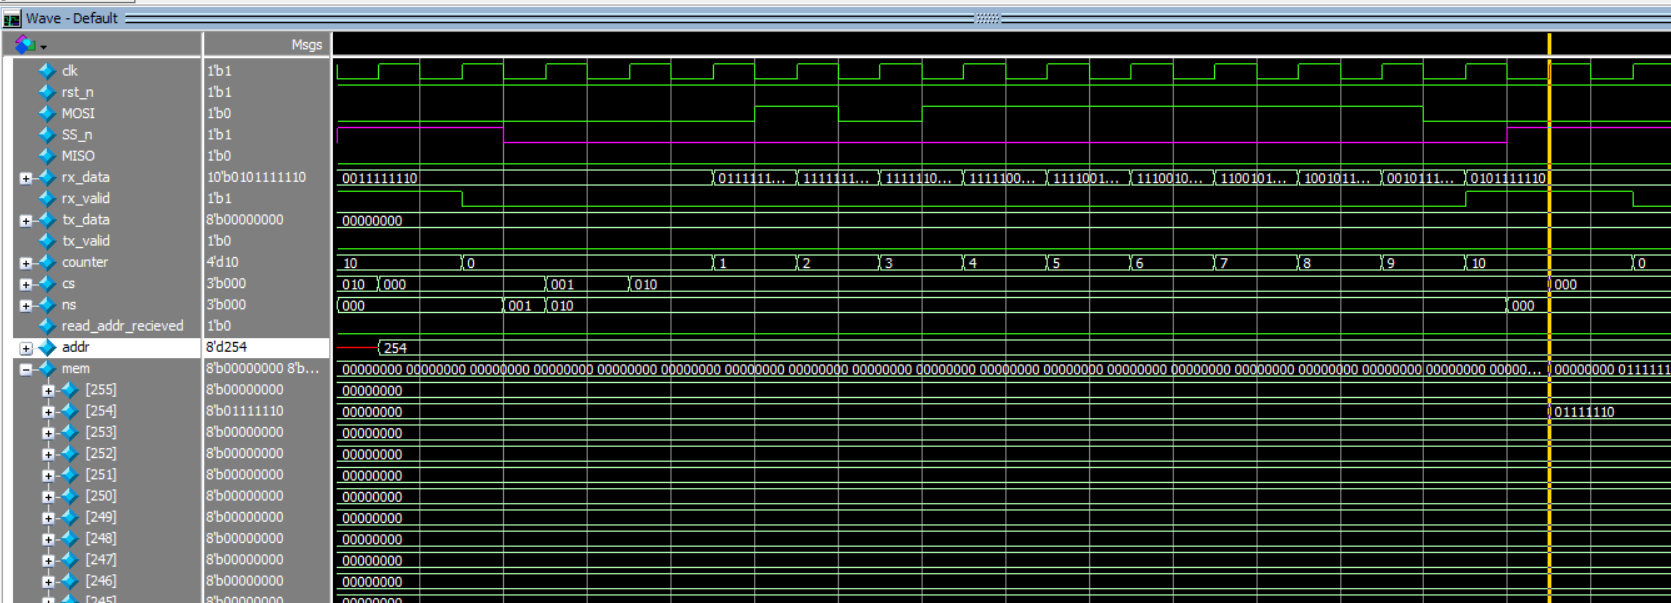 Wave - Default
Msgs
clk 1'b1
rst_n 1'b1
MOSI 1'b0
SS_n 1'b1
MISO 1'b0
rx_data 10'b0101111110 0011111110 0111111... 1111111... 1111110... 1111100... 1111001... 1110010... 1100101... 1001011... 0010111... 0101111110
rx_valid 1'b1
tx_data 8'b00000000 00000000
tx_valid 1'b0
counter 4'd10 10 0 1 2 3 4 5 6 7 8 9 10 0
cs 3'b000 010 000 001 010 000
ns 3'b000 000 001 010 000
read_addr_recieved 1'b0
addr 8'd254 254
mem 8'b00000000 8'b... 00000000 00000000 00000000 00000000 00000000 00000000 00000000 00000000 00000000 00000000 00000000 00000000 00000000 00000000 00000000 00000000 00000000 00000000 00000... 00000000 0111111
[255] 8'b00000000 00000000
[254] 8'b01111110 00000000 01111110
[253] 8'b00000000 00000000
[252] 8'b00000000 00000000
[251] 8'b00000000 00000000
[250] 8'b00000000 00000000
[249] 8'b00000000 00000000
[248] 8'b00000000 00000000
[247] 8'b00000000 00000000
[246] 8'b00000000 00000000
[245] 8'b00000000 00000000